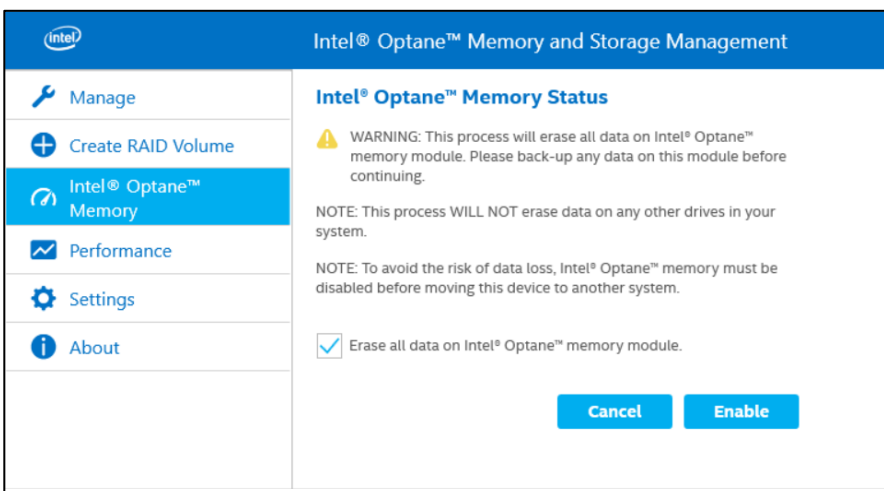 intel
Intel® Optane™ Memory and Storage Management
Manage
Create RAID Volume
Intel® Optane™
Memory
Performance
Settings
About
Intel® Optane™ Memory Status
WARNING: This process will erase all data on Intel® Optane™
memory module. Please back-up any data on this module before
continuing.
NOTE: This process WILL NOT erase data on any other drives in your
system.
NOTE: To avoid the risk of data loss, Intel® Optane™ memory must be
disabled before moving this device to another system.
Erase all data on Intel® Optane™ memory module.
Cancel
Enable